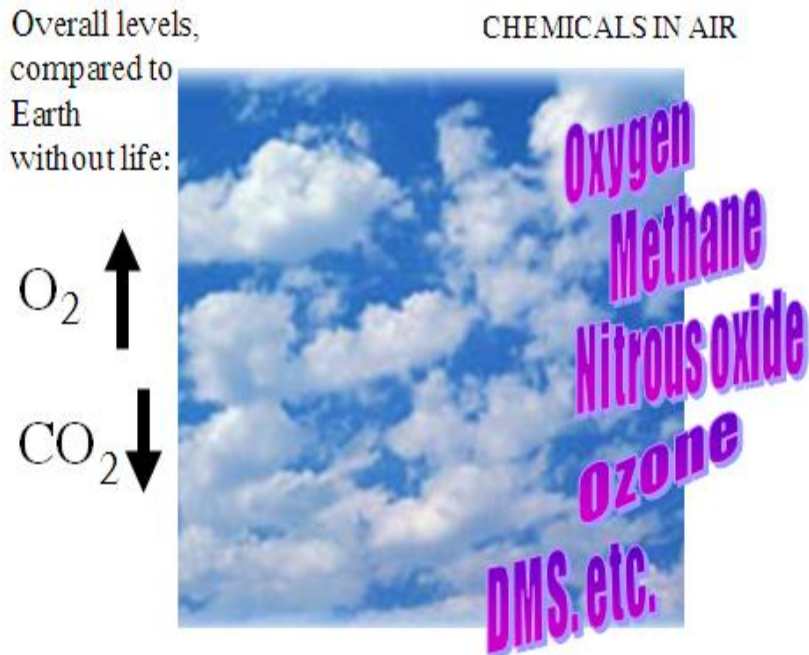 Overall levels,
compared to
Earth
without life:
O₂
CO₂
CHEMICALS IN AIR
Oxygen
Methane
Nitrous oxide
Ozone
DMS. etc.